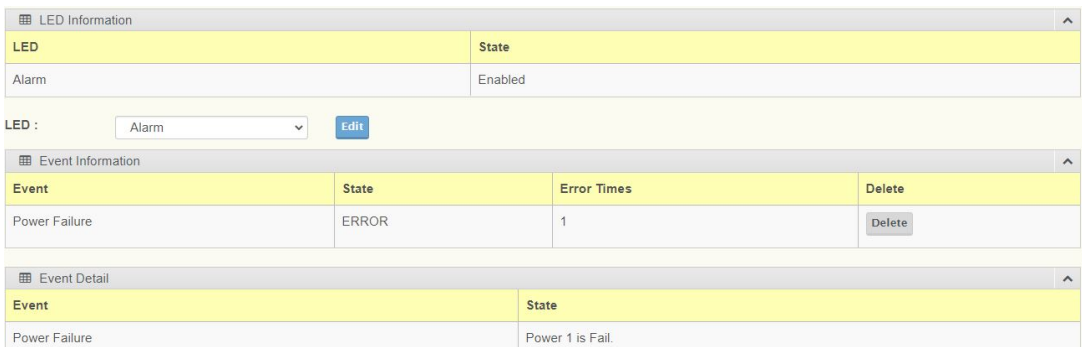 LED Information
LED State
Alarm Enabled
LED : Alarm Edit
Event Information
Event State Error Times Delete
Power Failure ERROR 1 Delete
Event Detail
Event State
Power Failure Power 1 is Fail.